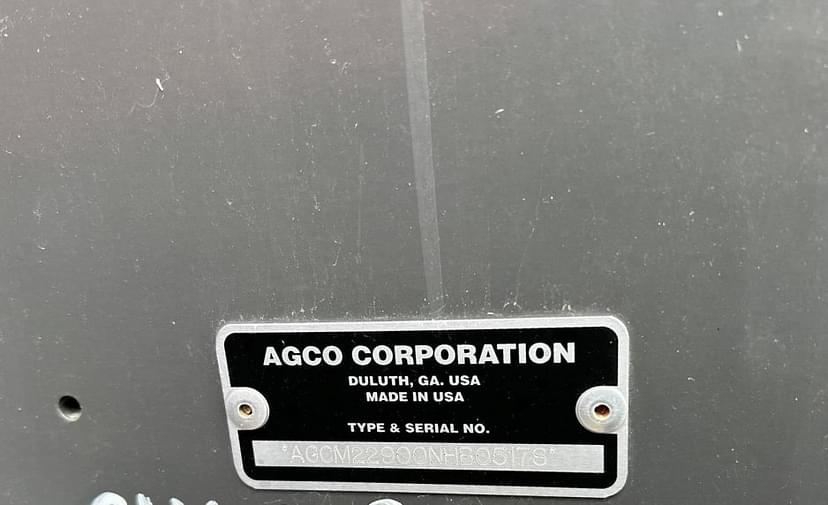 AGCO CORPORATION
DULUTH, GA. USA
MADE IN USA
TYPE & SERIAL NO.
*AGCM22900NHB05178*